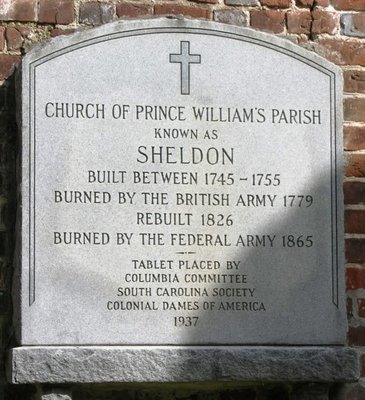 CHURCH OF PRINCE WILLIAM'S PARISH
KNOWN AS
SHELDON
BUILT BETWEEN 1745 - 1755
BURNED BY THE BRITISH ARMY 1779
REBUILT 1826
BURNED BY THE FEDERAL ARMY 1865
TABLET PLACED BY
COLUMBIA COMMITTEE
SOUTH CAROLINA SOCIETY
COLONIAL DAMES OF AMERICA
1937